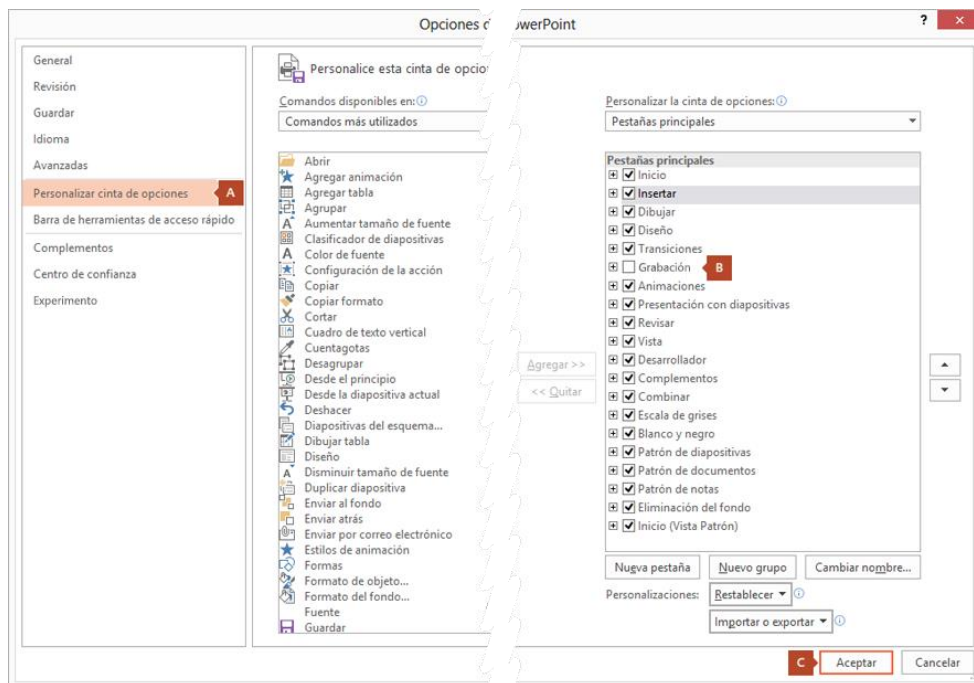 Opciones d
owerPoint
?
×
General
Revisión
Guardar
Idioma
Avanzadas
Personalizar cinta de opciones
A
Barra de herramientas de acceso rápido
Complementos
Centro de confianza
Experimento
Personalice esta cinta de opcio
Comandos disponibles en:
Comandos más utilizados
Abrir
Agregar animación
Agregar tabla
Agrupar
Aumentar tamaño de fuente
Clasificador de diapositivas
Color de fuente
Configuración de la acción
Copiar
Copiar formato
Cortar
Cuadro de texto vertical
Cuentagotas
Desagrupar
Desde el principio
Desde la diapositiva actual
Deshacer
Diapositivas del esquema...
Dibujar tabla
Diseño
Disminuir tamaño de fuente
Duplicar diapositiva
Enviar al fondo
Enviar atrás
Enviar por correo electrónico
Estilos de animación
Formas
Formato de objeto...
Formato del fondo...
Fuente
Guardar
Agregar >>
<< Quitar
Personalizar la cinta de opciones:
Pestañas principales
Pestañas principales
Inicio
Insertar
Dibujar
Diseño
Transiciones
Grabación
B
Animaciones
Presentación con diapositivas
Revisar
Vista
Desarrollador
Complementos
Combinar
Escala de grises
Blanco y negro
Patrón de diapositivas
Patrón de documentos
Patrón de notas
Eliminación del fondo
Inicio (Vista Patrón)
Nueva pestaña
Nuevo grupo
Cambiar nombre...
Personalizaciones:
Restablecer
Importar o exportar
C
Aceptar
Cancelar